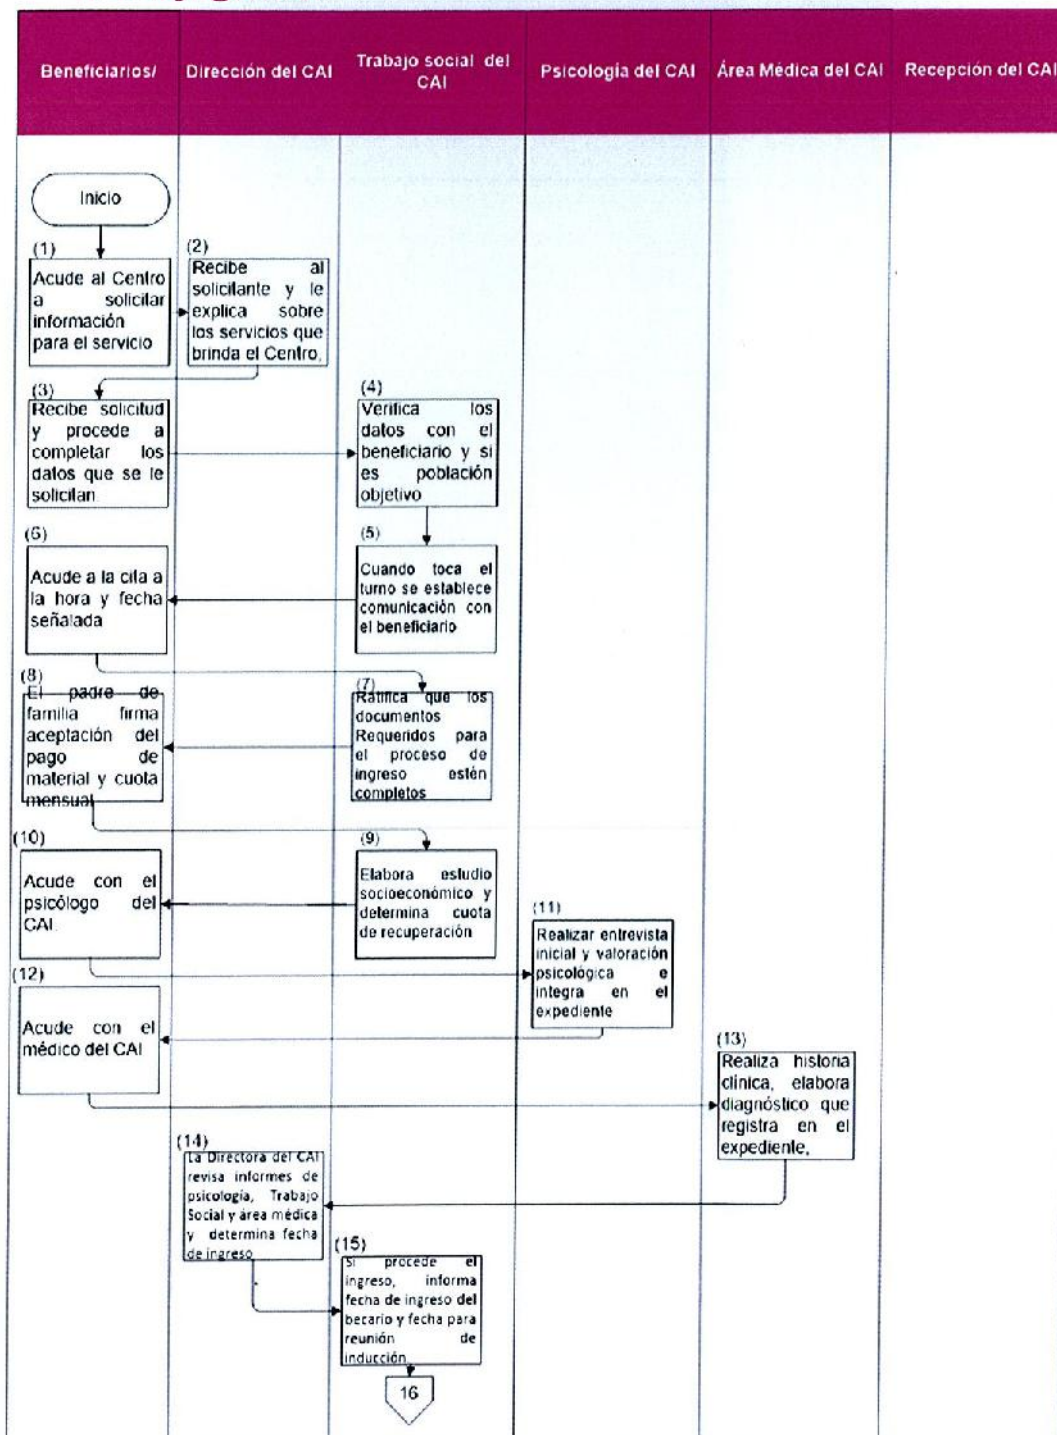 Beneficiarios/
Dirección del CAI
Trabajo social del
CAI
Psicología del CAI
Área Médica del CAI
Recepción del CAI
Inicio
(1)
Acude al Centro
a solicitar
información
para el servicio
(2)
Recibe al
solicitante y le
explica sobre
los servicios que
brinda el Centro,
(3)
Recibe solicitud
y procede a
completar los
datos que se le
solicitan
(4)
Verifica los
datos con el
beneficiario y si
es población
objetivo
(6)
Acude a la cita a
la hora y fecha
señalada
(5)
Cuando toca el
turno se establece
comunicación con
el beneficiario
(8)
El padre de
familia firma
aceptación del
pago de
material y cuota
mensual
(7)
Ratifica que los
documentos
Requeridos para
el proceso de
ingreso estén
completos
(10)
Acude con el
psicólogo del
CAI.
(9)
Elabora estudio
socioeconómico y
determina cuota
de recuperación
(11)
Realizar entrevista
inicial y valoración
psicológica e
integra en el
expediente
(12)
Acude con el
médico del CAI
(13)
Realiza historia
clínica, elabora
diagnóstico que
registra en el
expediente,
(14)
La Directora del CAI
revisa informes de
psicología, Trabajo
Social y área médica
y determina fecha
de ingreso
(15)
Si procede el
ingreso, informa
fecha de ingreso del
becario y fecha para
reunión de
inducción
16